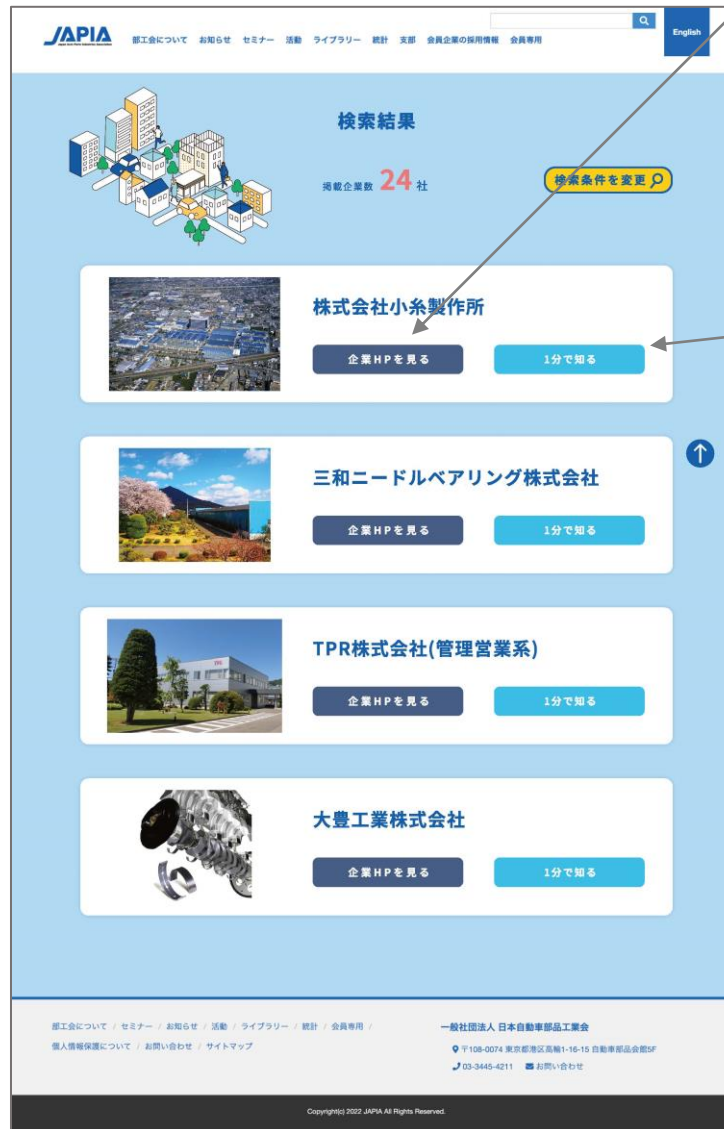 JAPIA
Japan Auto Parts Industries Association
部工会について お知らせ セミナー 活動 ライブラリー 統計 支部 会員企業の採用情報 会員専用
English
検索結果
掲載企業数 24 社
検索条件を変更
株式会社小糸製作所
企業HPを見る 1分で知る
三和ニードルベアリング株式会社
企業HPを見る 1分で知る
TPR株式会社(管理営業系)
企業HPを見る 1分で知る
大豊工業株式会社
企業HPを見る 1分で知る
部工会について / セミナー / お知らせ / 活動 / ライブラリー / 統計 / 会員専用 /
個人情報保護について / お問い合わせ / サイトマップ
一般社団法人 日本自動車部品工業会
〒108-0074 東京都港区高輪1-16-15 自動車部品会館5F
03-3445-4211 お問い合わせ
Copyright(c) 2022 JAPIA All Rights Reserved.